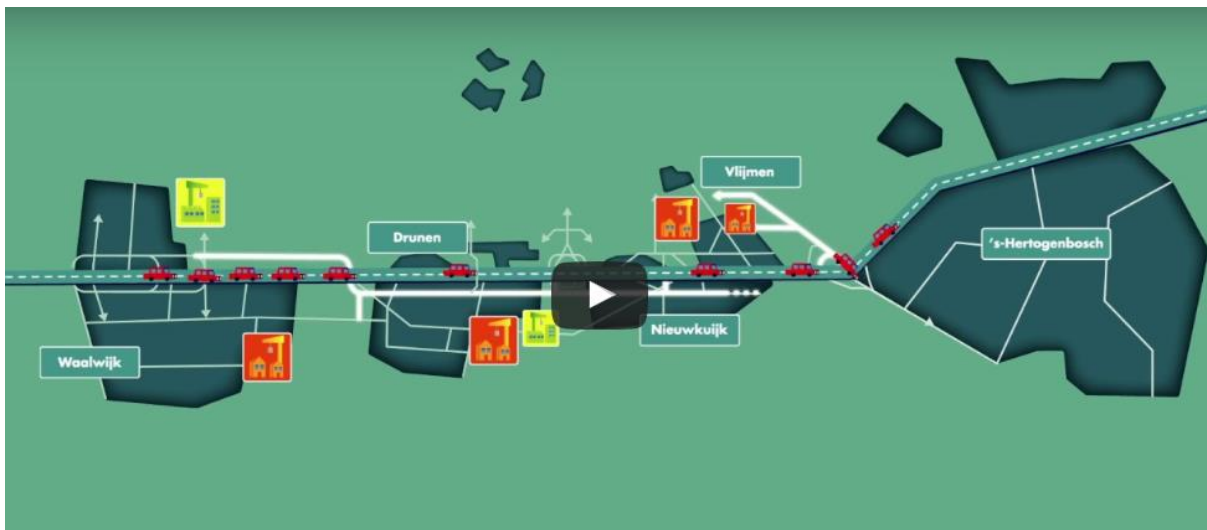 Vlijmen
Drunen
's-Hertogenbosch
Nieuwkuijk
Waalwijk